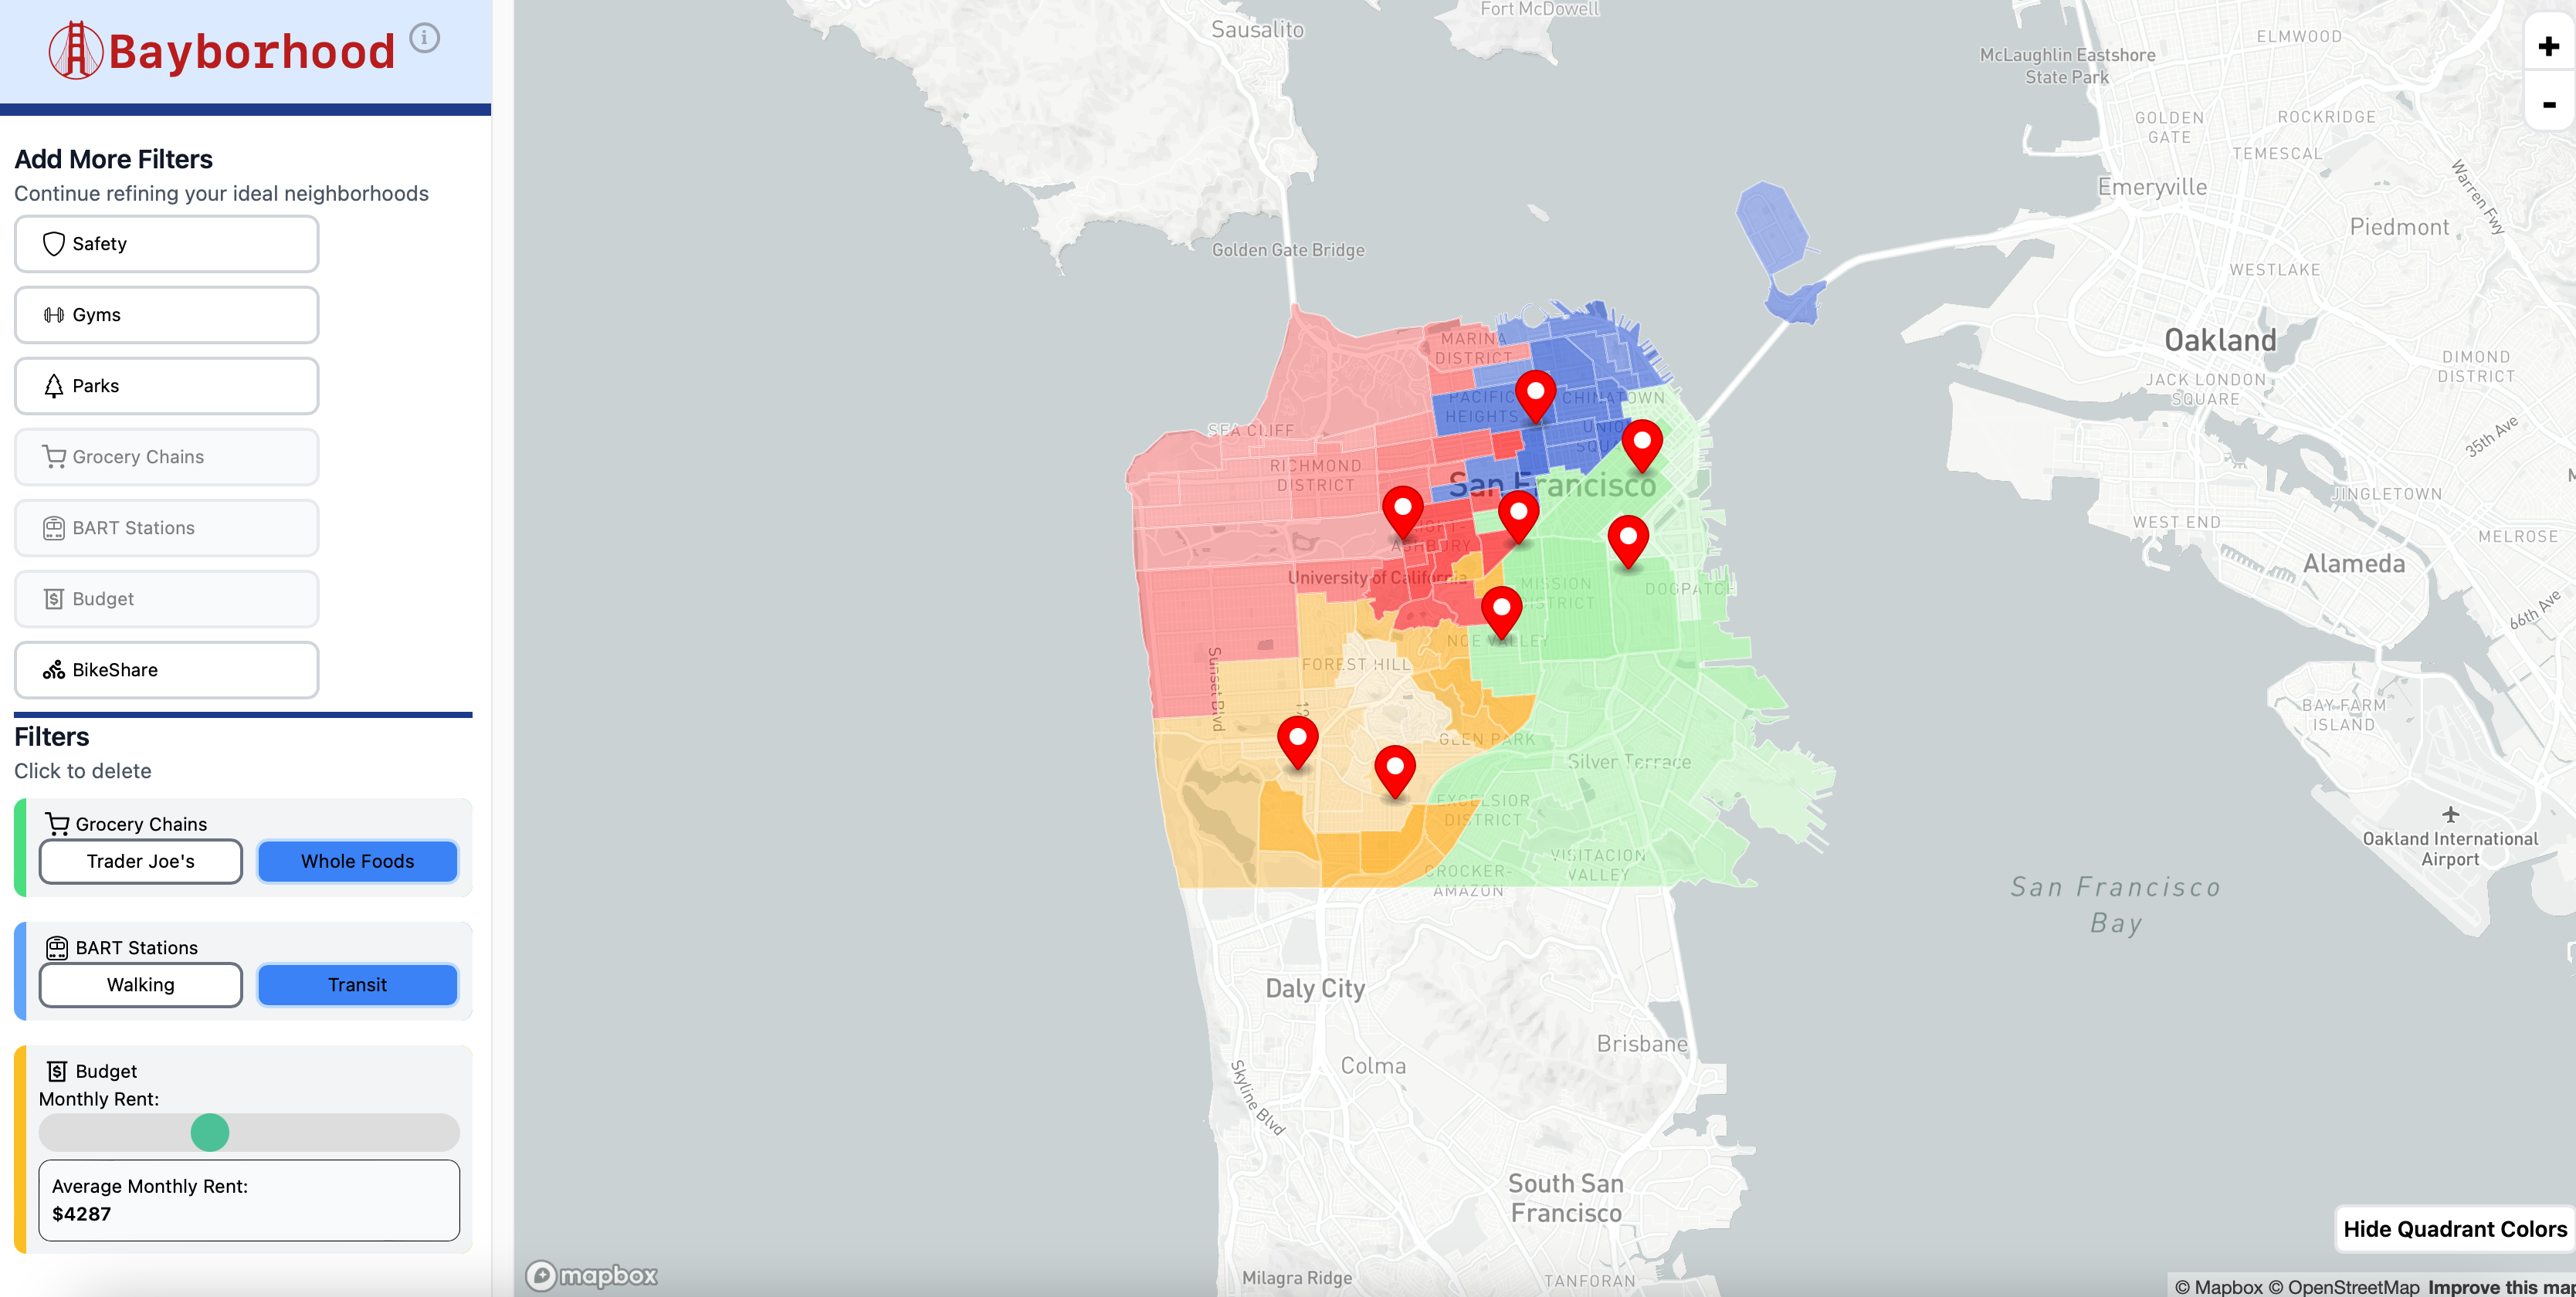 Bayborhood
Add More Filters
Continue refining your ideal neighborhoods
Safety
Gyms
Parks
Grocery Chains
BART Stations
Budget
BikeShare
Filters
Click to delete
Grocery Chains
Trader Joe's
Whole Foods
BART Stations
Walking
Transit
Budget
Monthly Rent:
Average Monthly Rent:
$4287
Fort McDowell
Sausalito
McLaughlin Eastshore
State Park
ELMWOOD
+
-
GOLDEN
GATE
ROCKRIDGE
TEMESCAL
Warren Fwy
Emeryville
Piedmont
Golden Gate Bridge
WESTLAKE
Oakland
MARINA
DISTRICT
DIMOND
DISTRICT
JACK LONDON
SQUARE
PACIFIC
HEIGHTS
CHINATOWN
SEA CLIFF
35th Ave
RICHMOND
DISTRICT
San Francisco
JINGLETOWN
WEST END
MELROSE
ASHBURY
Alameda
University of California
MISSION
DISTRICT
DOGPATCH
66th Ave
NOE VALLEY
FOREST HILL
Sunset Blvd
BAY FARM
ISLAND
GLEN PARK
Silver Terrace
EXCELSIOR
DISTRICT
Oakland International
Airport
VISITACION
VALLEY
CROCKER-
AMAZON
San Francisco
Bay
Daly City
Brisbane
Colma
Skyline Blvd
South San
Francisco
Hide Quadrant Colors
mapbox
Milagra Ridge
TANFORAN
© Mapbox © OpenStreetMap Improve this map